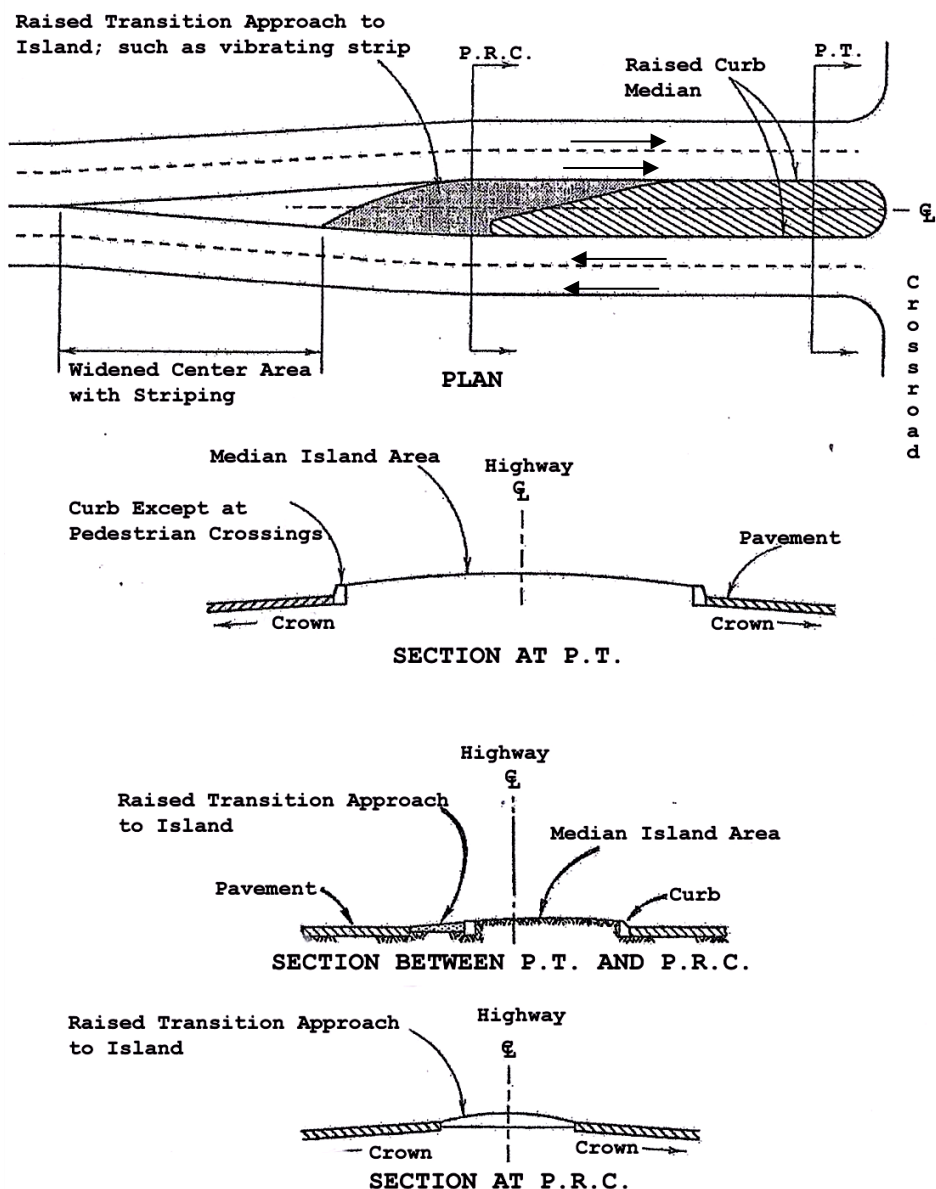 Raised Transition Approach to
Island; such as vibrating strip
P.R.C.
P.T.
Raised Curb
Median
℄
Crossroad
Widened Center Area
with Striping
PLAN
Median Island Area
Highway
℄
Curb Except at
Pedestrian Crossings
Pavement
Crown
Crown
SECTION AT P.T.
Highway
℄
Raised Transition Approach
to Island
Median Island Area
Pavement
Curb
SECTION BETWEEN P.T. AND P.R.C.
Raised Transition Approach
to Island
Highway
℄
Crown
Crown
SECTION AT P.R.C.